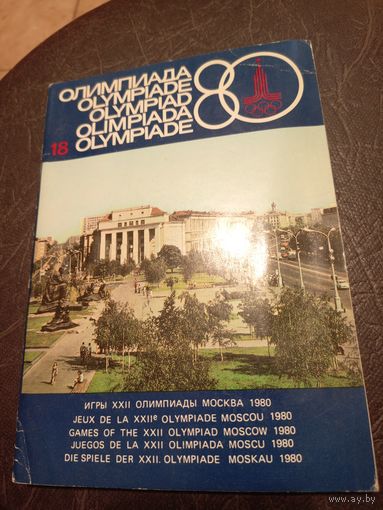 ОЛИМПИАДА
OLYMPIADE
OLYMPIAD
OLIMPIADA
OLYMPIADE
80
18
ИГРЫ XXII ОЛИМПИАДЫ МОСКВА 1980
JEUX DE LA XXIIe OLYMPIADE MOSCOU 1980
GAMES OF THE XXII OLYMPIAD MOSCOW 1980
JUEGOS DE LA XXII OLIMPIADA MOSCU 1980
DIE SPIELE DER XXII. OLYMPIADE MOSKAU 1980
ay.by